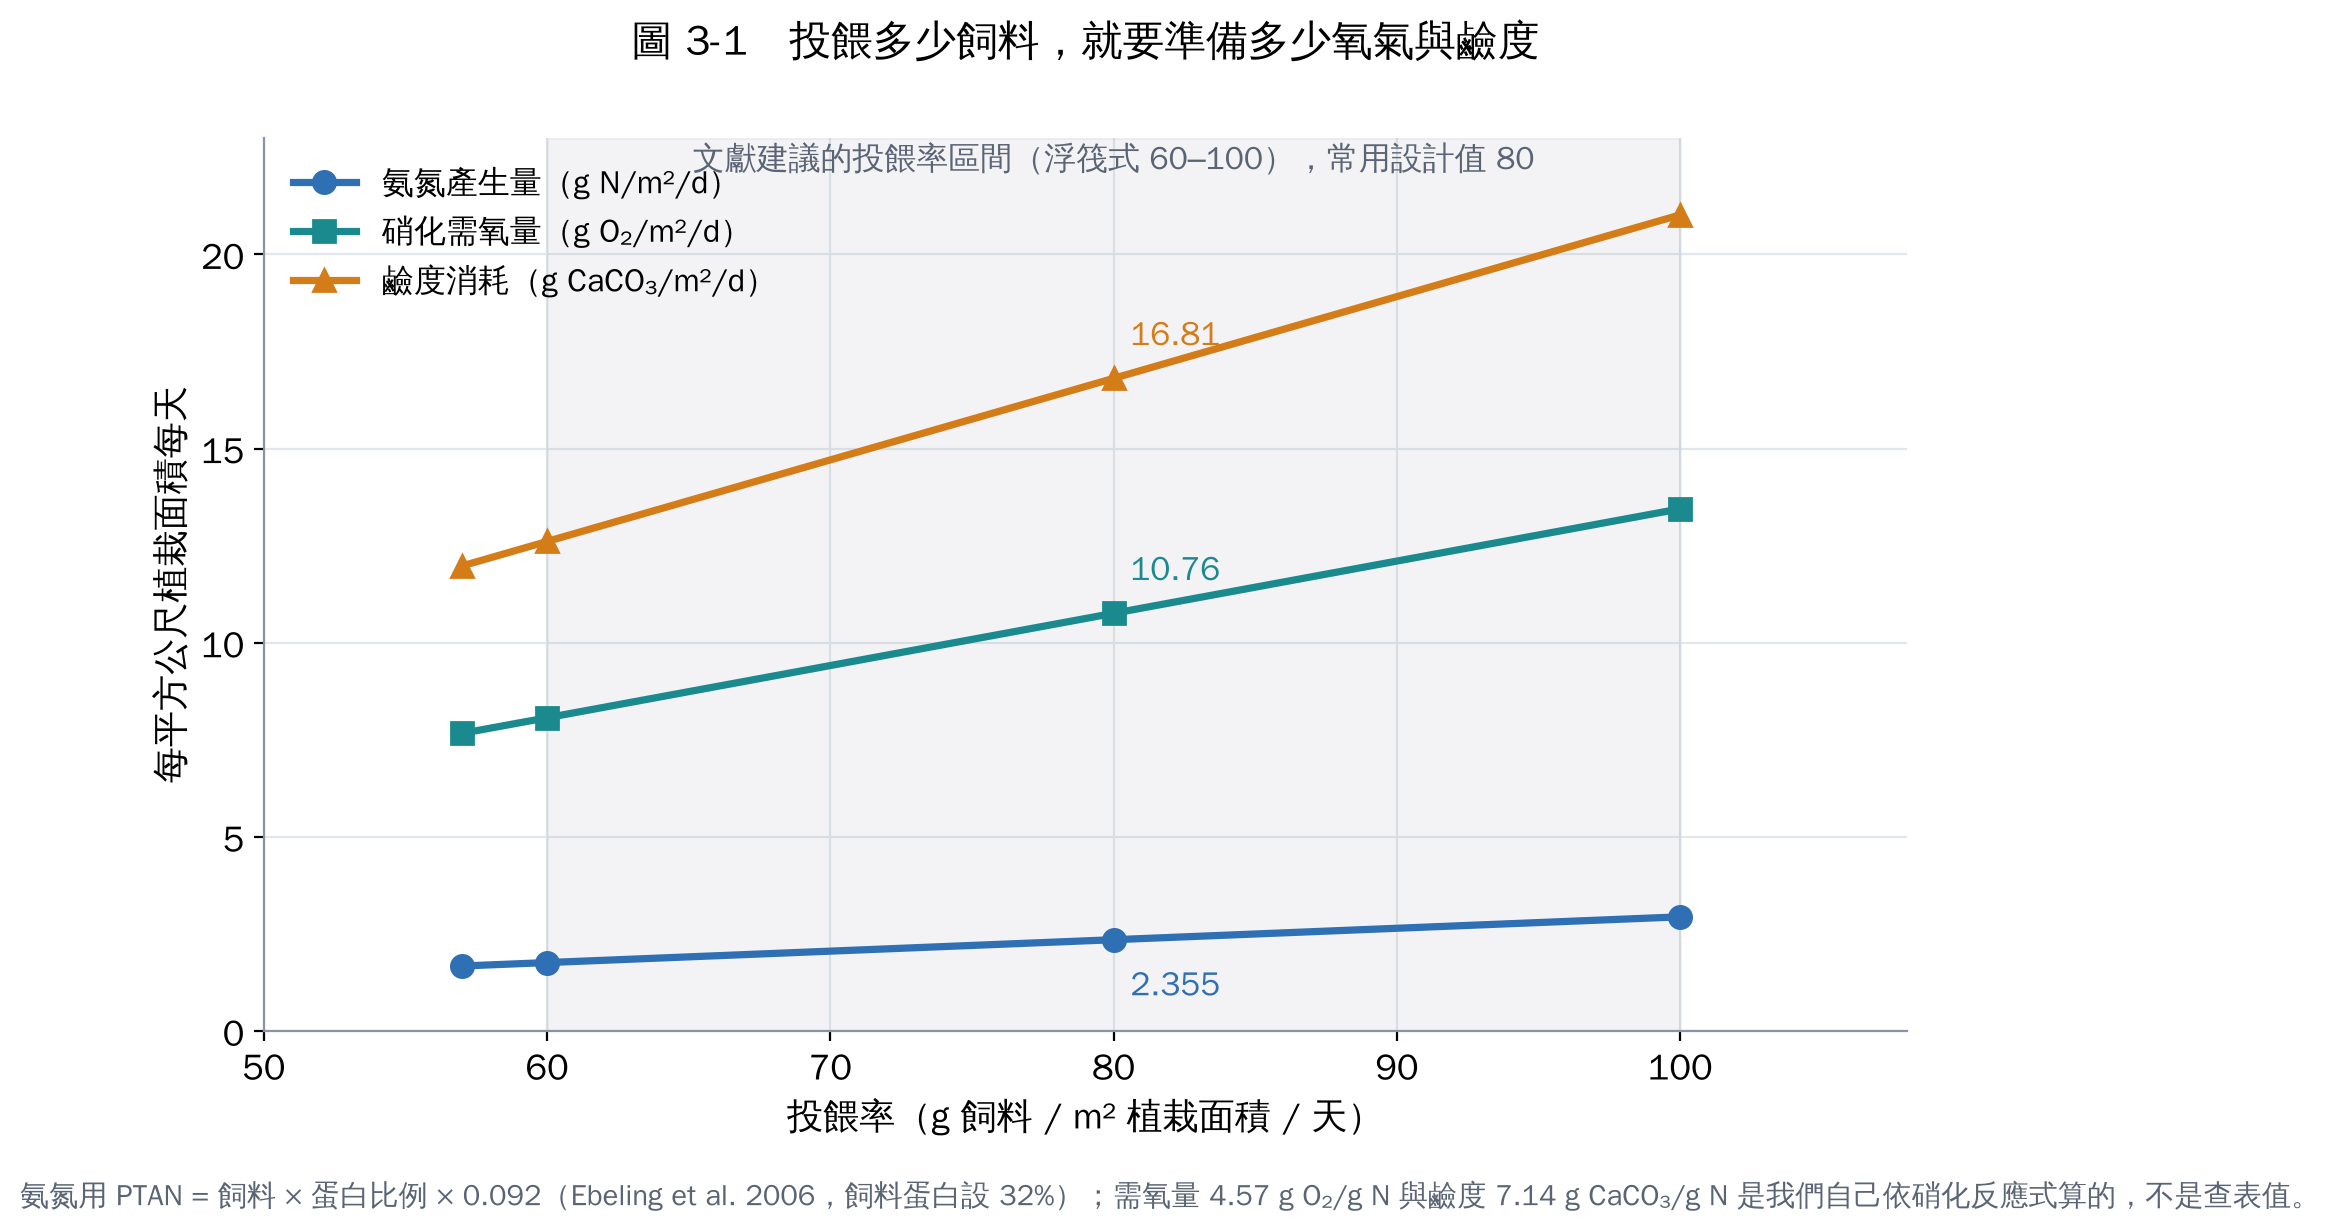 圖 3-1　投餵多少飼料，就要準備多少氧氣與鹼度
文獻建議的投餵率區間（浮筏式 60–100），常用設計值 80
氨氮產生量（g N/m²/d）
硝化需氧量（g O₂/m²/d）
鹼度消耗（g CaCO₃/m²/d）
每平方公尺植栽面積每天
20
15
10
5
0
16.81
10.76
2.355
50 60 70 80 90 100
投餵率（g 飼料 / m² 植栽面積 / 天）
氨氮用 PTAN = 飼料 × 蛋白比例 × 0.092（Ebeling et al. 2006，飼料蛋白設 32%）；需氧量 4.57 g O₂/g N 與鹼度 7.14 g CaCO₃/g N 是我們自己依硝化反應式算的，不是查表值。